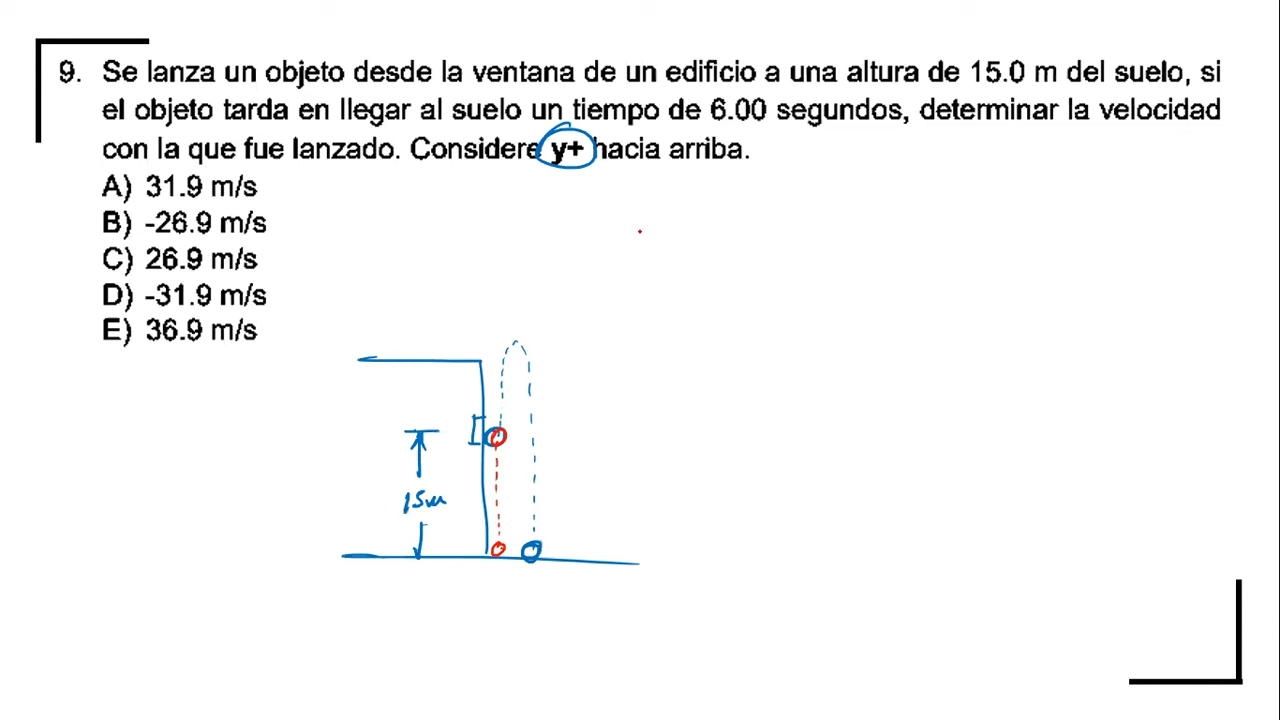 9. Se lanza un objeto desde la ventana de un edificio a una altura de 15.0 m del suelo, si
el objeto tarda en llegar al suelo un tiempo de 6.00 segundos, determinar la velocidad
con la que fue lanzado. Considere y+ hacia arriba.
A) 31.9 m/s
B) -26.9 m/s
C) 26.9 m/s
D) -31.9 m/s
E) 36.9 m/s
15m